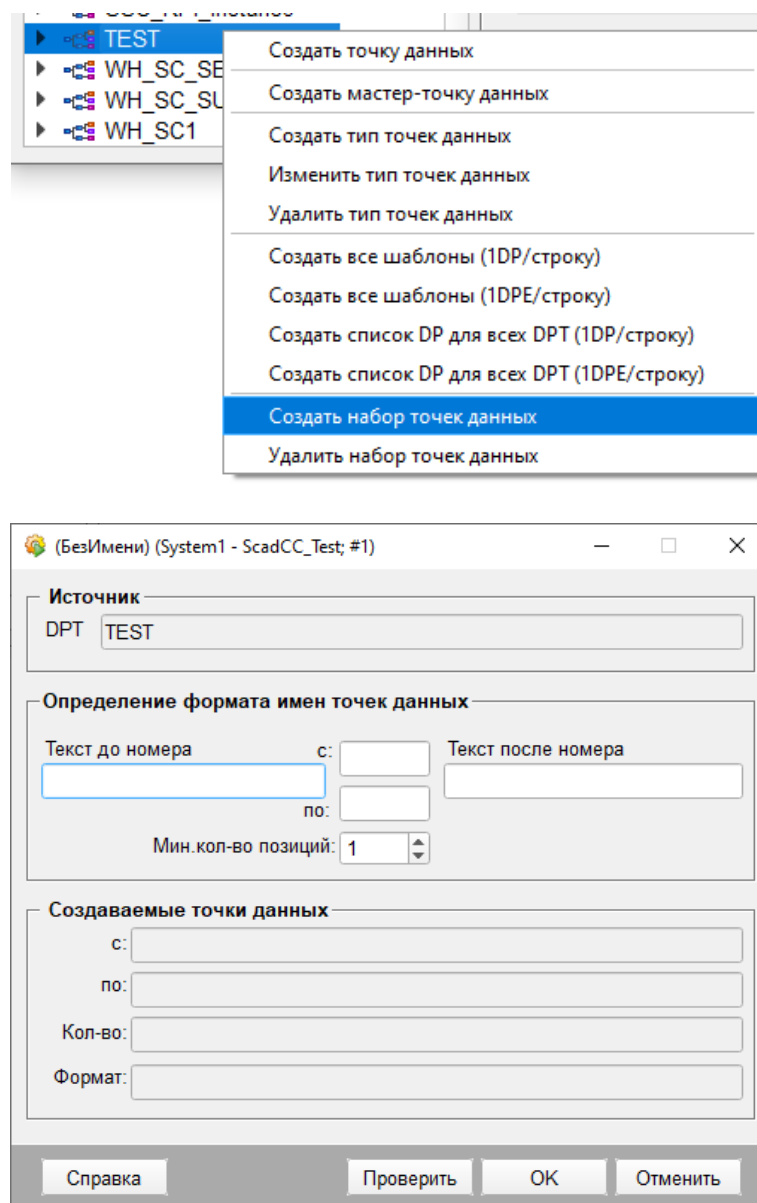 TEST
WH_SC_SE
WH_SC_SU
WH_SC1
Создать точку данных
Создать мастер-точку данных
Создать тип точек данных
Изменить тип точек данных
Удалить тип точек данных
Создать все шаблоны (1DP/строку)
Создать все шаблоны (1DPE/строку)
Создать список DP для всех DPT (1DP/строку)
Создать список DP для всех DPT (1DPE/строку)
Создать набор точек данных
Удалить набор точек данных
(БезИмени) (System1 - ScadCC_Test; #1)
Источник
DPT TEST
Определение формата имен точек данных
Текст до номера с: Текст после номера
по:
Мин.кол-во позиций: 1
Создаваемые точки данных
с:
по:
Кол-во:
Формат:
Справка Проверить OK Отменить